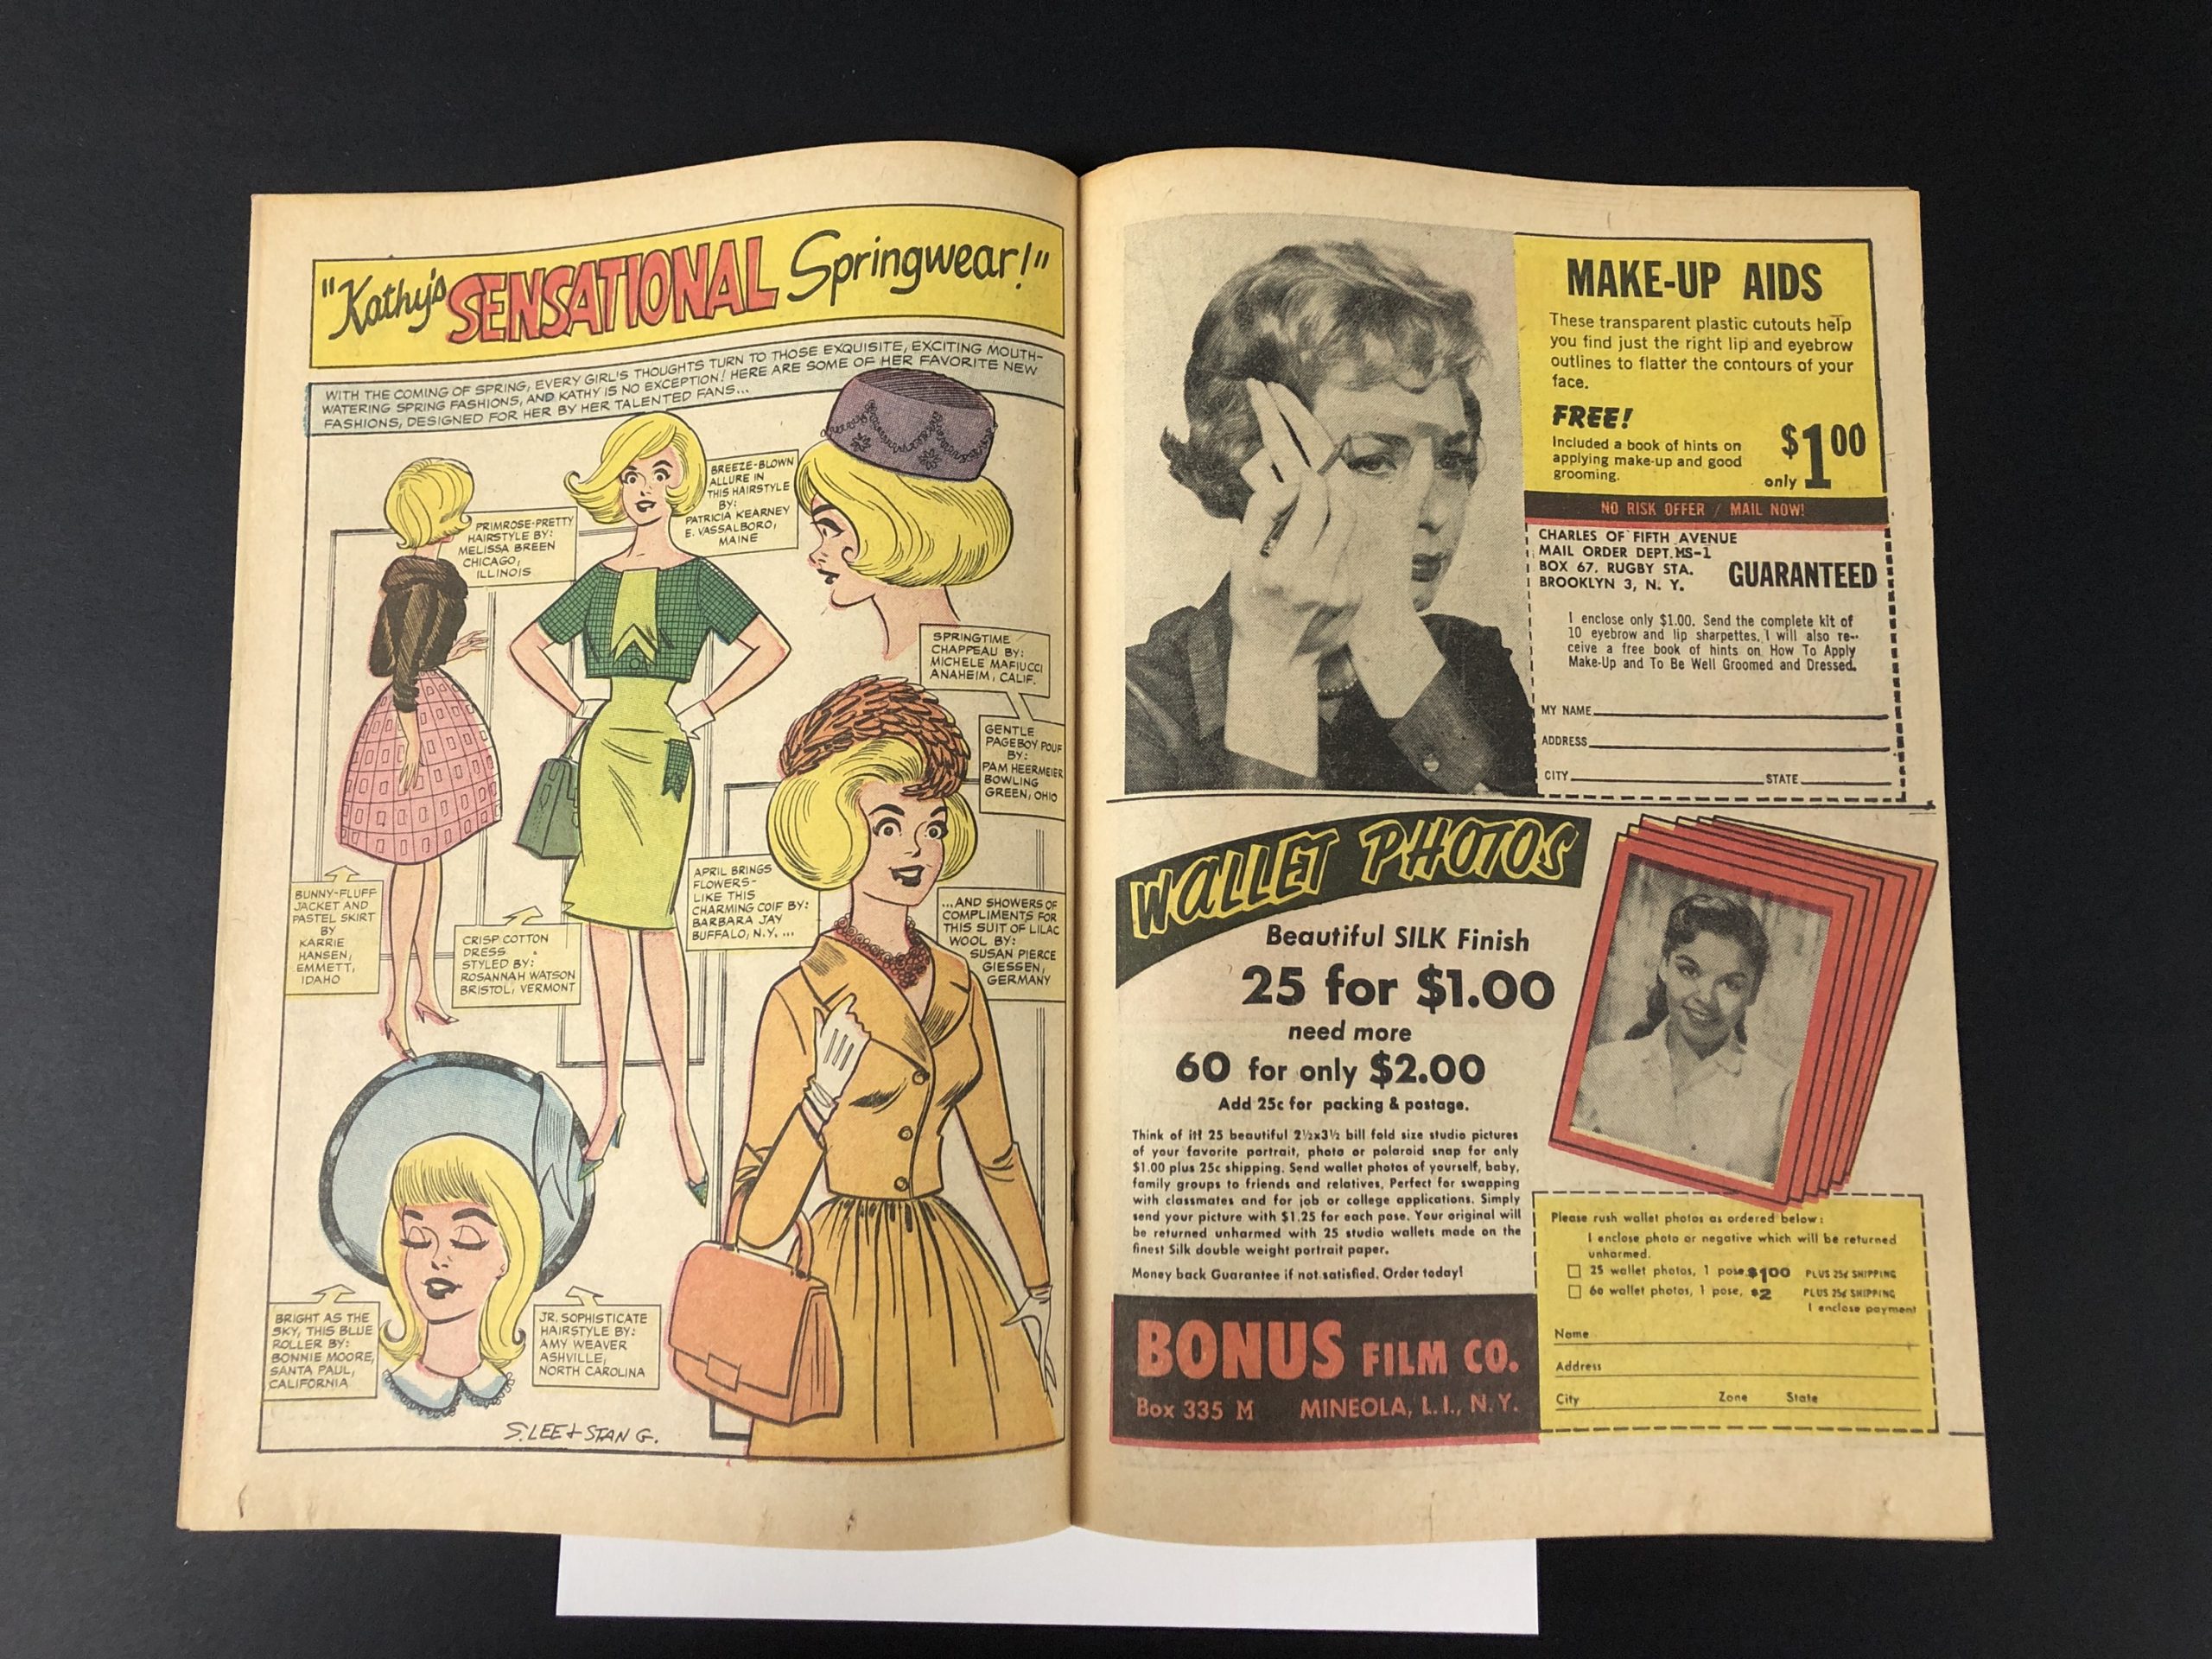 "Kathy's SENSATIONAL Springwear!"
WITH THE COMING OF SPRING, EVERY GIRL'S THOUGHTS TURN TO THOSE EXQUISITE, EXCITING MOUTH-
WATERING SPRING FASHIONS, AND KATHY IS NO EXCEPTION! HERE ARE SOME OF HER FAVORITE NEW
FASHIONS, DESIGNED FOR HER BY HER TALENTED FANS...
PRIMROSE-PRETTY
HAIRSTYLE BY:
MELISSA BREEN
CHICAGO,
ILLINOIS
BREEZE-BLOWN
ALLURE IN
THIS HAIRSTYLE
BY:
PATRICIA KEARNEY
E. VASSALBORO,
MAINE
SPRINGTIME
CHAPPEAU BY:
MICHELE MAFIUCCI
ANAHEIM, CALIF.
GENTLE
PAGEBOY POUF
BY:
PAM HEERMEIER
BOWLING
GREEN, OHIO
BUNNY-FLUFF
JACKET AND
PASTEL SKIRT
BY
KARRIE
HANSEN,
EMMETT,
IDAHO
CRISP COTTON
DRESS
STYLED BY:
ROSANNAH WATSON
BRISTOL, VERMONT
APRIL BRINGS
FLOWERS-
LIKE THIS
CHARMING COIF BY:
BARBARA JAY
BUFFALO, N.Y. ...
...AND SHOWERS OF
COMPLIMENTS FOR
THIS SUIT OF LILAC
WOOL BY:
SUSAN PIERCE
GIESSEN,
GERMANY
BRIGHT AS THE
SKY, THIS BLUE
ROLLER BY:
BONNIE MOORE,
SANTA PAUL,
CALIFORNIA
JR. SOPHISTICATE
HAIRSTYLE BY:
AMY WEAVER
ASHVILLE,
NORTH CAROLINA
S. LEE + STAN G.
MAKE-UP AIDS
These transparent plastic cutouts help
you find just the right lip and eyebrow
outlines to flatter the contours of your
face.
FREE!
Included a book of hints on
applying make-up and good
grooming.
only $1 00
NO RISK OFFER / MAIL NOW!
CHARLES OF FIFTH AVENUE
MAIL ORDER DEPT. MS-1
BOX 67, RUGBY STA.
BROOKLYN 3, N. Y.
GUARANTEED
I enclose only $1.00. Send the complete kit of
10 eyebrow and lip sharpettes. I will also re-
ceive a free book of hints on How To Apply
Make-Up and To Be Well Groomed and Dressed.
MY NAME
ADDRESS
CITY STATE
WALLET PHOTOS
Beautiful SILK Finish
25 for $1.00
need more
60 for only $2.00
Add 25c for packing & postage.
Think of it! 25 beautiful 2½x3½ bill fold size studio pictures
of your favorite portrait, photo or polaroid snap for only
$1.00 plus 25c shipping. Send wallet photos of yourself, baby,
family groups to friends and relatives. Perfect for swapping
with classmates and for job or college applications. Simply
send your picture with $1.25 for each pose. Your original will
be returned unharmed with 25 studio wallets made on the
finest Silk double weight portrait paper.
Money back Guarantee if not satisfied. Order today!
BONUS FILM CO.
Box 335 M MINEOLA, L.I., N.Y.
Please rush wallet photos as ordered below:
I enclose photo or negative which will be returned
unharmed.
25 wallet photos, 1 pose $1 00 PLUS 25¢ SHIPPING
60 wallet photos, 1 pose, $2 PLUS 25¢ SHIPPING
I enclose payment
Name
Address
City Zone State